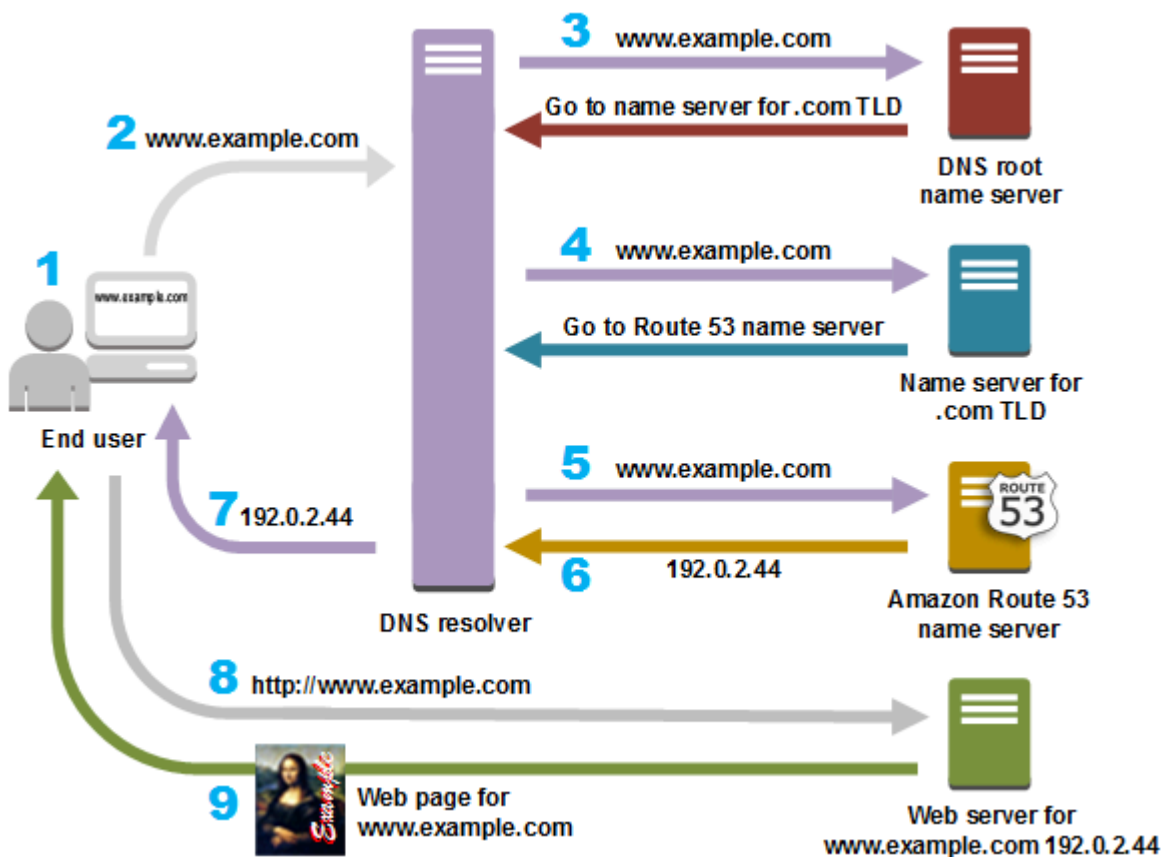 3 www.example.com
Go to name server for .com TLD
DNS root
name server
2 www.example.com
1
www.example.com
End user
4 www.example.com
Go to Route 53 name server
Name server for
.com TLD
5 www.example.com
ROUTE
53
6 192.0.2.44
Amazon Route 53
name server
7 192.0.2.44
DNS resolver
8 http://www.example.com
9
Example
Web page for
www.example.com
Web server for
www.example.com 192.0.2.44